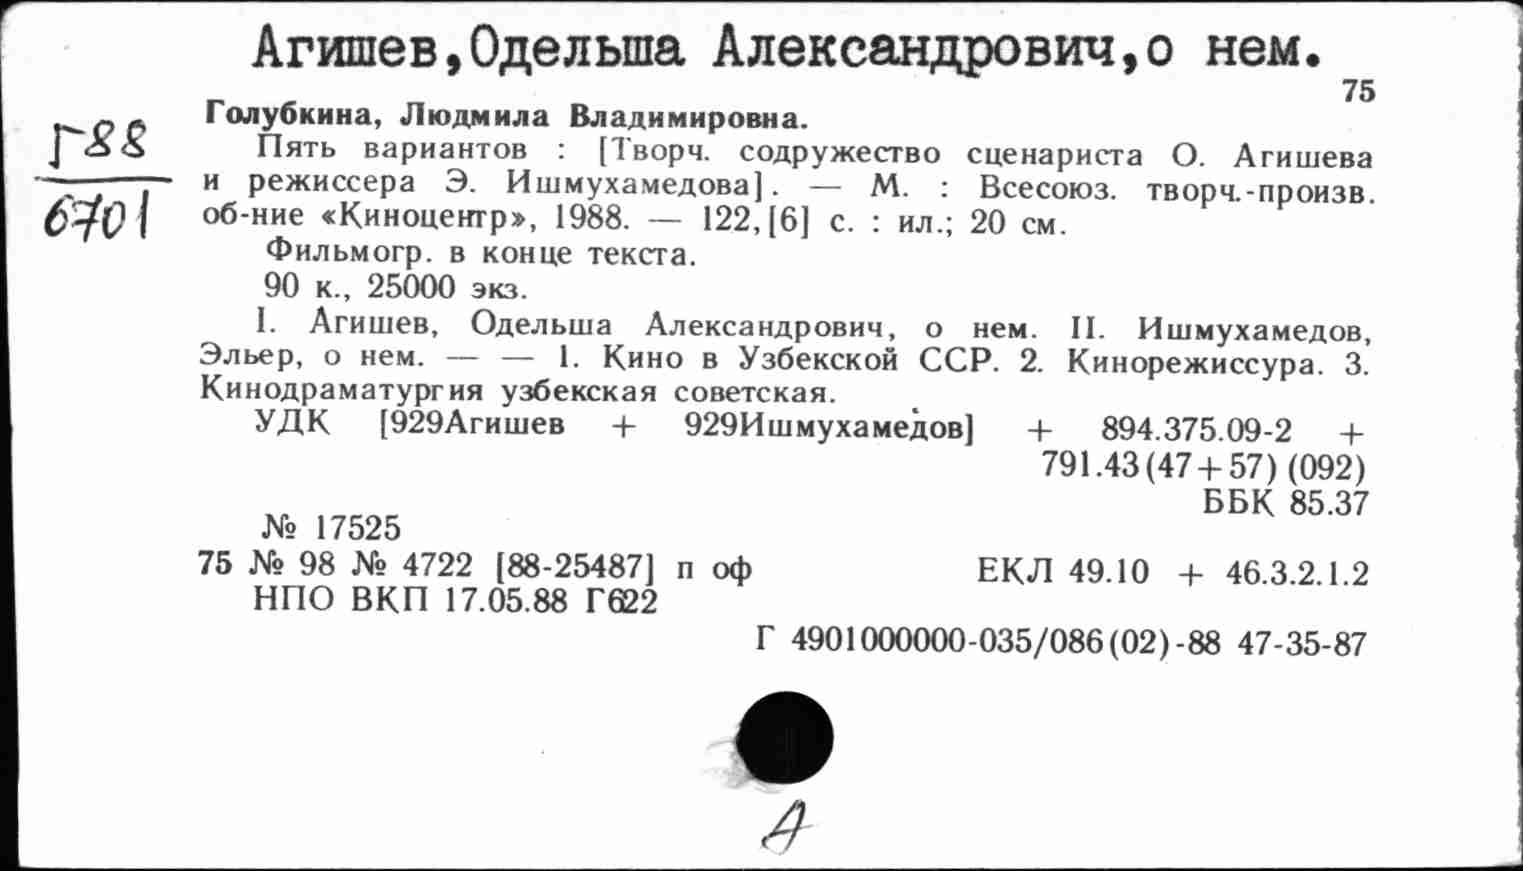 Агишев,Одельша Александрович,о нем.
75
Г88
6701
Голубкина, Людмила Владимировна.
Пять вариантов : [Творч. содружество сценариста О. Агишева
и режиссера Э. Ишмухамедова]. — М. : Всесоюз. творч.-произв.
об-ние «Киноцентр», 1988. — 122,[6] с. : ил.; 20 см.
Фильмогр. в конце текста.
90 к., 25000 экз.
I. Агишев, Одельша Александрович, о нем. II. Ишмухамедов,
Эльер, о нем. — — 1. Кино в Узбекской ССР. 2. Кинорежиссура. 3.
Кинодраматургия узбекская советская.
УДК [929Агишев + 929Ишмухамедов] + 894.375.09-2 +
791.43(47+57)(092)
ББК 85.37
№ 17525
75 № 98 № 4722 [88-25487] п оф ЕКЛ 49.10 + 46.3.2.1.2
НПО ВКП 17.05.88 Г622
Г 4901000000-035/086(02)-88 47-35-87
А